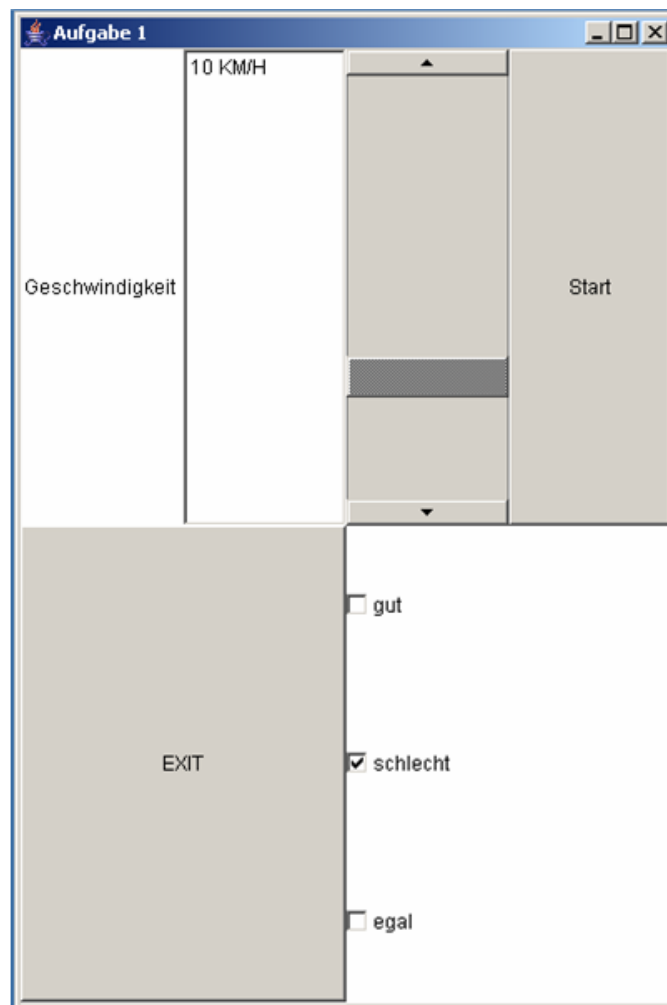 Aufgabe 1
10 KM/H
Geschwindigkeit
Start
gut
EXIT
schlecht
egal